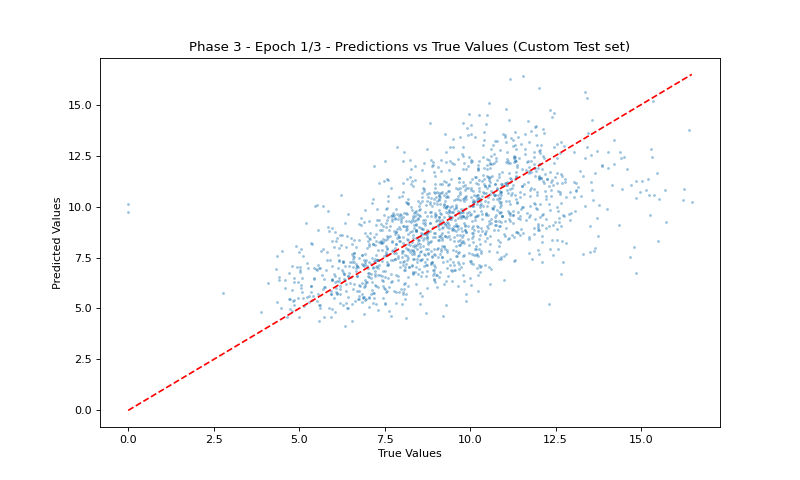 Phase 3 - Epoch 1/3 - Predictions vs True Values (Custom Test set)
15.0
12.5
10.0
7.5
5.0
2.5
0.0
Predicted Values
0.0 2.5 5.0 7.5 10.0 12.5 15.0
True Values